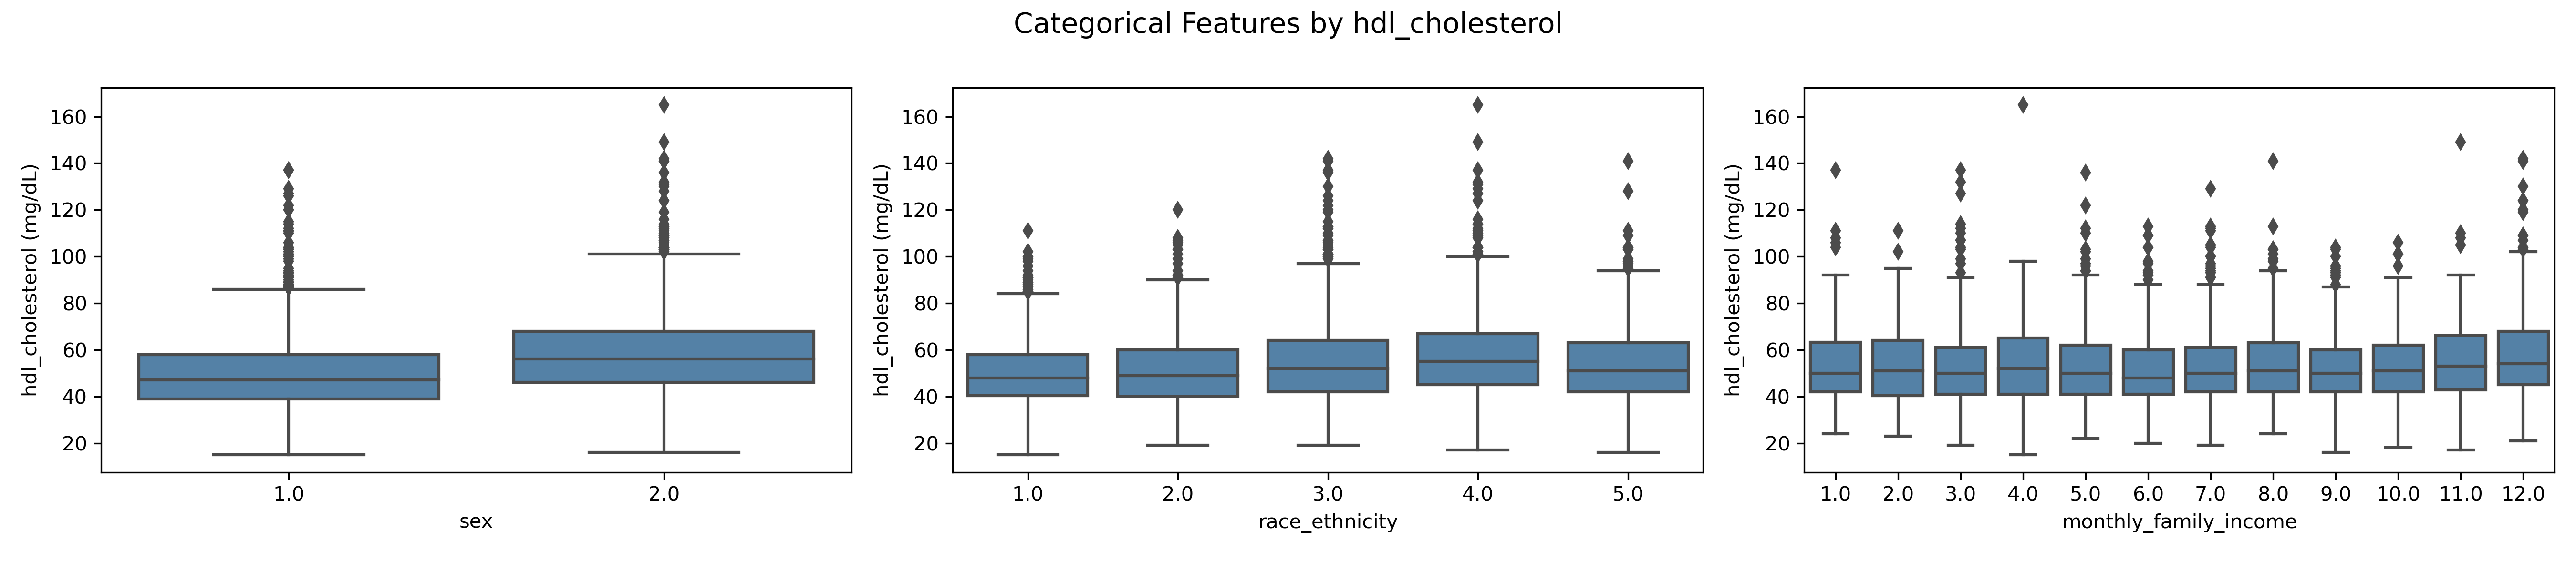 Categorical Features by hdl_cholesterol
hdl_cholesterol (mg/dL)
160
140
120
100
80
60
40
20
1.0 2.0
sex
hdl_cholesterol (mg/dL)
160
140
120
100
80
60
40
20
1.0 2.0 3.0 4.0 5.0
race_ethnicity
hdl_cholesterol (mg/dL)
160
140
120
100
80
60
40
20
1.0 2.0 3.0 4.0 5.0 6.0 7.0 8.0 9.0 10.0 11.0 12.0
monthly_family_income